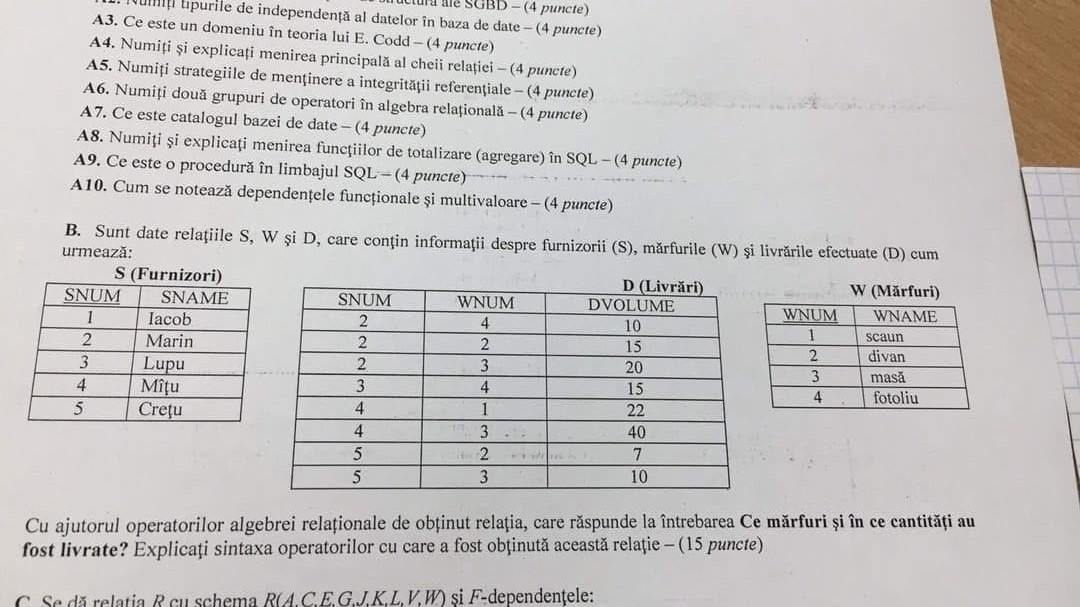 tipurile de independență al datelor în baza de date – (4 puncte)
A3. Ce este un domeniu în teoria lui E. Codd – (4 puncte)
A4. Numiți și explicați menirea principală al cheii relației – (4 puncte)
A5. Numiți strategiile de menținere a integrității referențiale – (4 puncte)
A6. Numiți două grupuri de operatori în algebra relațională – (4 puncte)
A7. Ce este catalogul bazei de date – (4 puncte)
A8. Numiți și explicați menirea funcțiilor de totalizare (agregare) în SQL – (4 puncte)
A9. Ce este o procedură în limbajul SQL – (4 puncte)
A10. Cum se notează dependențele funcționale și multivaloare – (4 puncte)
B. Sunt date relațiile S, W și D, care conțin informații despre furnizorii (S), mărfurile (W) și livrările efectuate (D) cum
urmează:
S (Furnizori)
SNUM SNAME
1 Iacob
2 Marin
3 Lupu
4 Mîțu
5 Crețu
D (Livrări)
SNUM WNUM DVOLUME
2 4 10
2 2 15
2 3 20
3 4 15
4 1 22
4 3 40
5 2 7
5 3 10
W (Mărfuri)
WNUM WNAME
1 scaun
2 divan
3 masă
4 fotoliu
Cu ajutorul operatorilor algebrei relaționale de obținut relația, care răspunde la întrebarea Ce mărfuri și în ce cantități au
fost livrate? Explicați sintaxa operatorilor cu care a fost obținută această relație – (15 puncte)
C. Se dă relația R cu schema R(A,C,E,G,J,K,L,V,W) și F-dependențele: